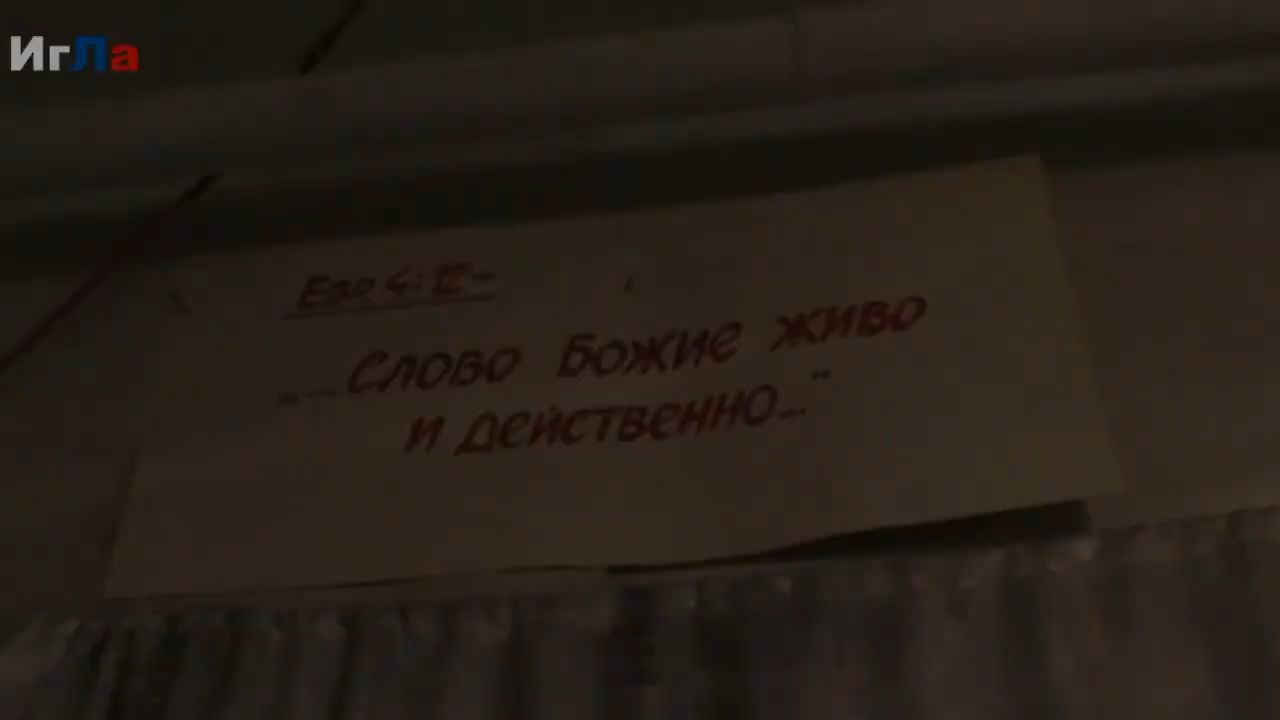 ИгЛа
Евр 4:12-
„...Слово Божие живо
и действенно..."